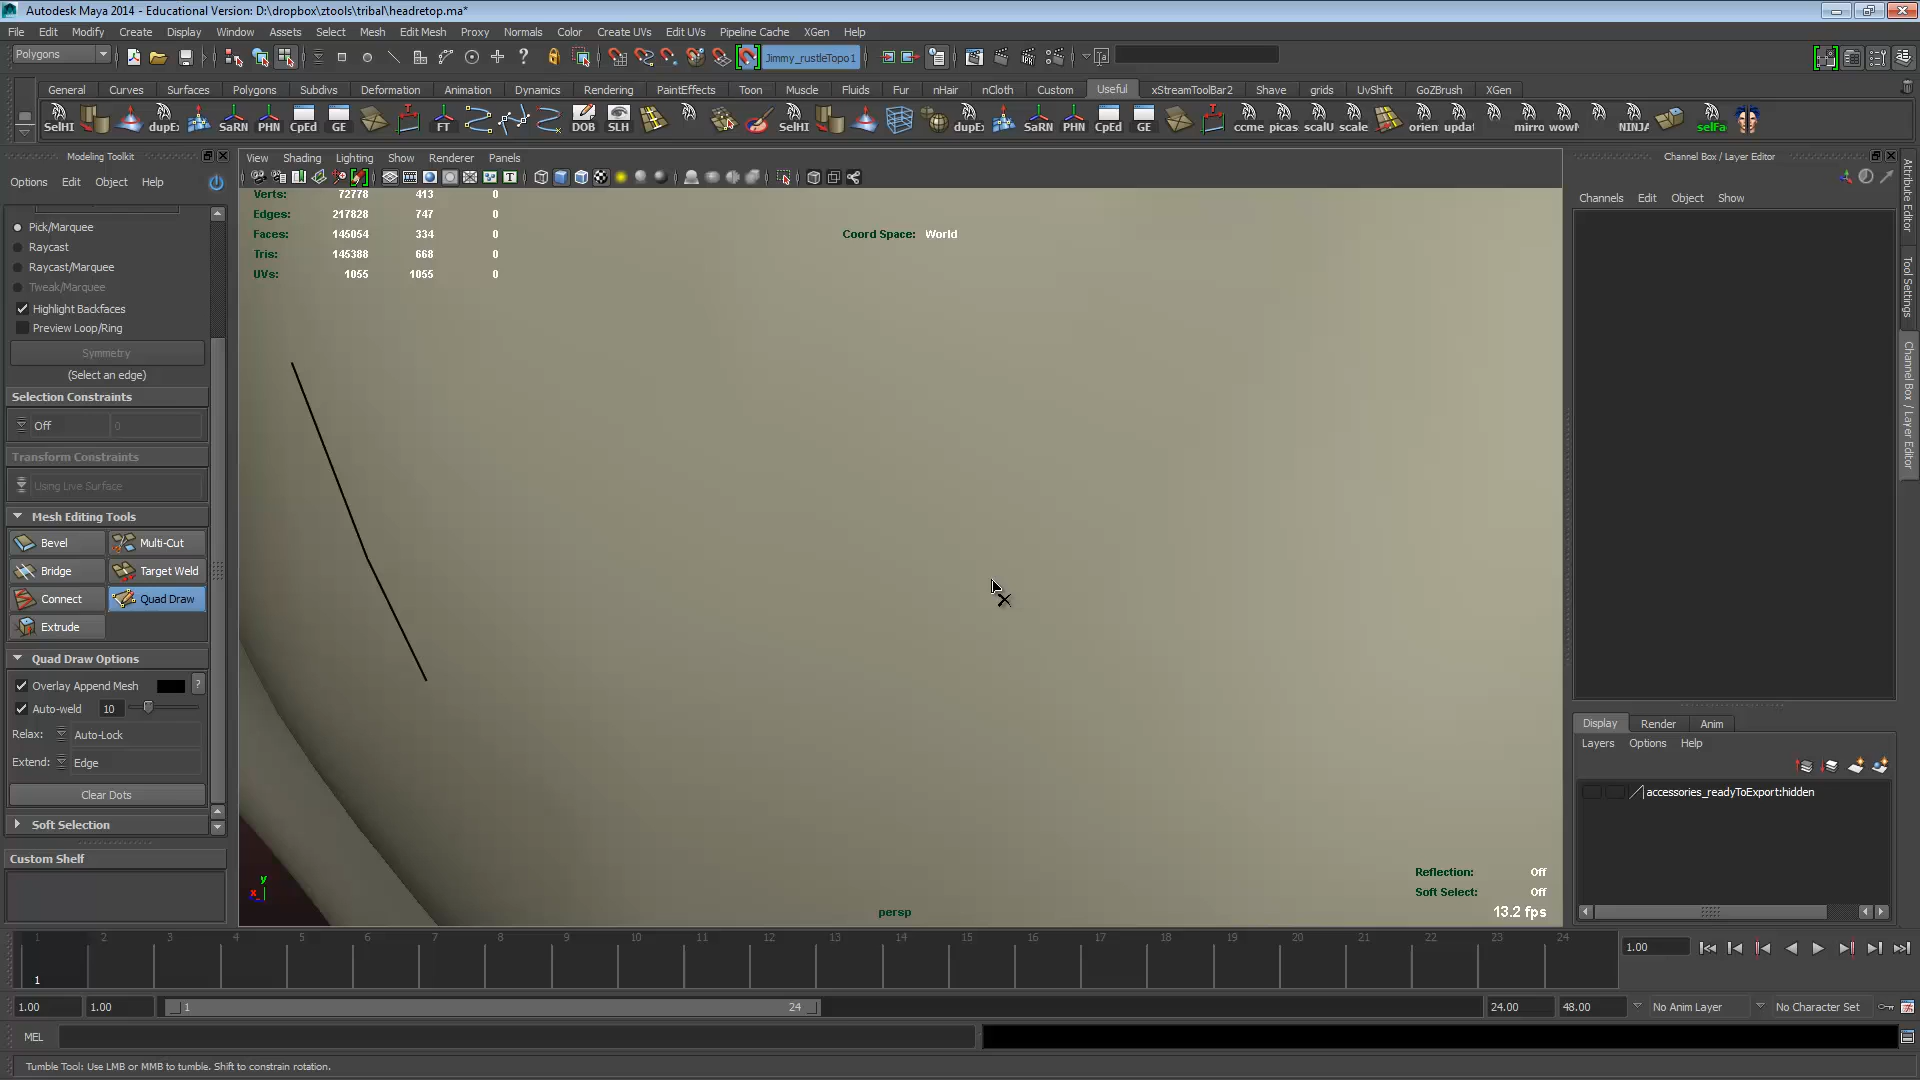 Autodesk Maya 2014 - Educational Version: D:\dropbox\ztools\tribal\headretop.ma*
File Edit Modify Create Display Window Assets Select Mesh Edit Mesh Proxy Normals Color Create UVs Edit UVs Pipeline Cache XGen Help
Polygons
Jimmy_rustleTopo1
General Curves Surfaces Polygons Subdivs Deformation Animation Dynamics Rendering PaintEffects Toon Muscle Fluids Fur nHair nCloth Custom Useful xStreamToolBar2 Shave grids UvShift GoZBrush XGen
SelHI dupE SaRN PHN CpEd GE FT DOB SLH SelHI dupE SaRN PHN CpEd GE ccme picas scalU scale orien updat mirro wowM NINJA selFa
Modeling Toolkit
Options Edit Object Help
Pick/Marquee
Raycast
Raycast/Marquee
Tweak/Marquee
Highlight Backfaces
Preview Loop/Ring
Symmetry
(Select an edge)
Selection Constraints
Off 0
Transform Constraints
Using Live Surface
Mesh Editing Tools
Bevel Multi-Cut
Bridge Target Weld
Connect Quad Draw
Extrude
Quad Draw Options
Overlay Append Mesh ?
Auto-weld 10
Relax: Auto-Lock
Extend: Edge
Clear Dots
Soft Selection
Custom Shelf
View Shading Lighting Show Renderer Panels
Verts: 72778 413 0
Edges: 217828 747 0
Faces: 145054 334 0
Tris: 145388 668 0
UVs: 1055 1055 0
Coord Space: World
Reflection: Off
Soft Select: Off
13.2 fps
persp
y
x
Channel Box / Layer Editor
Channels Edit Object Show
Attribute Editor
Tool Settings
Channel Box / Layer Editor
Display Render Anim
Layers Options Help
accessories_readyToExport:hidden
1 2 3 4 5 6 7 8 9 10 11 12 13 14 15 16 17 18 19 20 21 22 23 24
1
1.00
1.00 1.00 1 24 24.00 48.00 No Anim Layer No Character Set
MEL
Tumble Tool: Use LMB or MMB to tumble. Shift to constrain rotation.